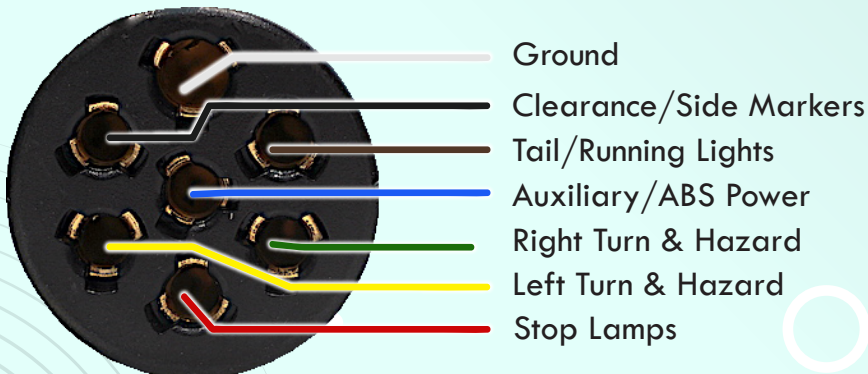 Ground
Clearance/Side Markers
Tail/Running Lights
Auxiliary/ABS Power
Right Turn & Hazard
Left Turn & Hazard
Stop Lamps